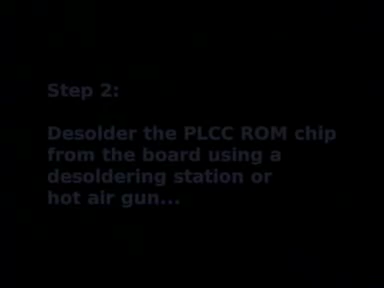 Step 2:
Desolder the PLCC ROM chip
from the board using a
desoldering station or
hot air gun...